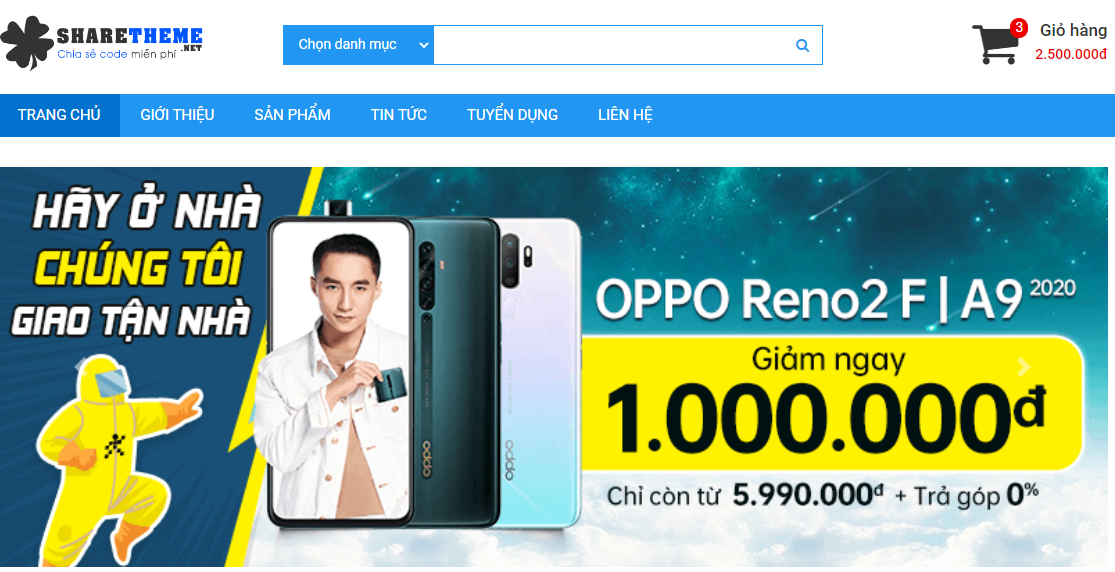 SHARETHEME
.NET
Chia sẻ code miễn phí
Chọn danh mục
3
Giỏ hàng
2.500.000đ
TRANG CHỦ
GIỚI THIỆU
SẢN PHẨM
TIN TỨC
TUYỂN DỤNG
LIÊN HỆ
HÃY Ở NHÀ
CHÚNG TÔI
GIAO TẬN NHÀ
oppo
oppo
OPPO Reno2 F | A9 2020
Giảm ngay
1.000.000đ
Chỉ còn từ 5.990.000đ + Trả góp 0%